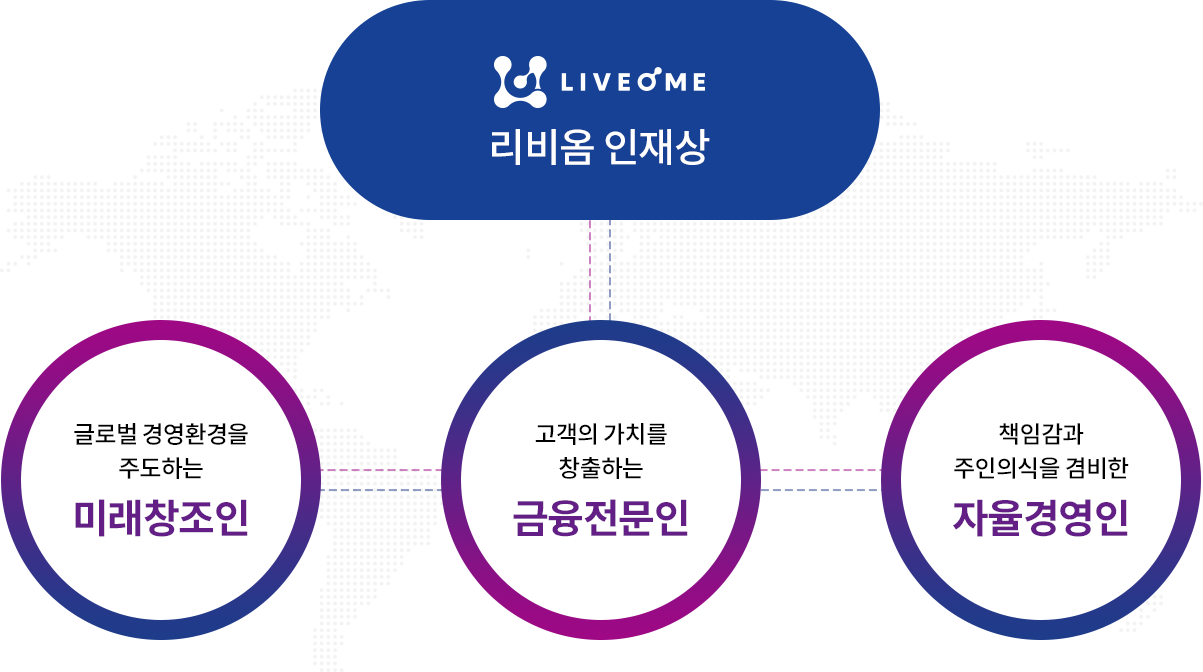 LIVEOME
리비옴 인재상
글로벌 경영환경을
주도하는
미래창조인
고객의 가치를
창출하는
금융전문인
책임감과
주인의식을 겸비한
자율경영인